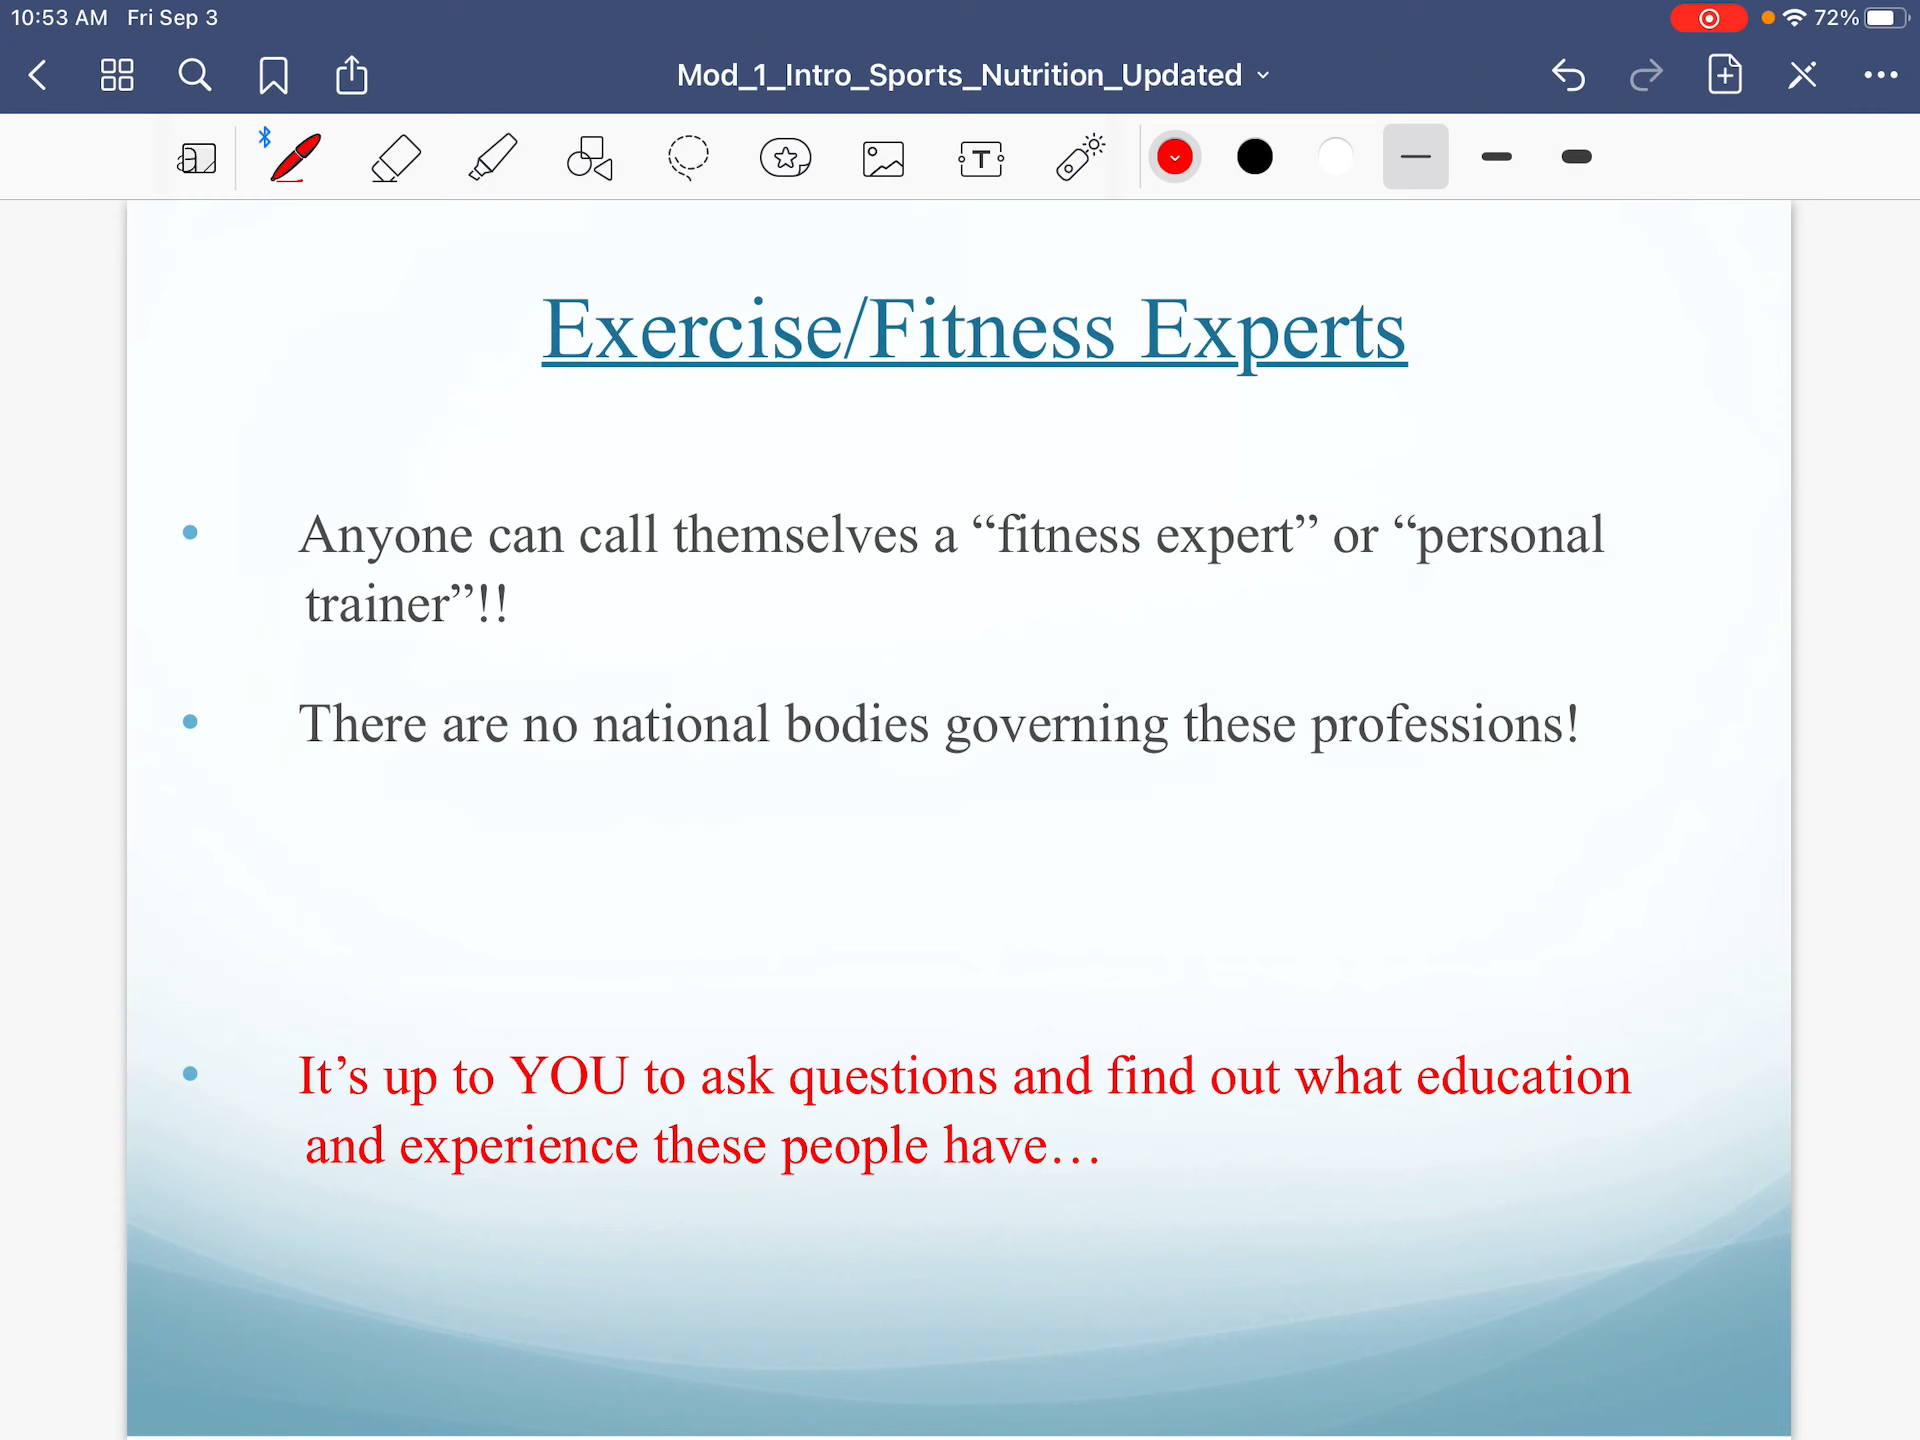 10:53 AM Fri Sep 3
72%
Mod_1_Intro_Sports_Nutrition_Updated
T
Exercise/Fitness Experts
• Anyone can call themselves a “fitness expert” or “personal
trainer”!!
• There are no national bodies governing these professions!
• It’s up to YOU to ask questions and find out what education
and experience these people have…